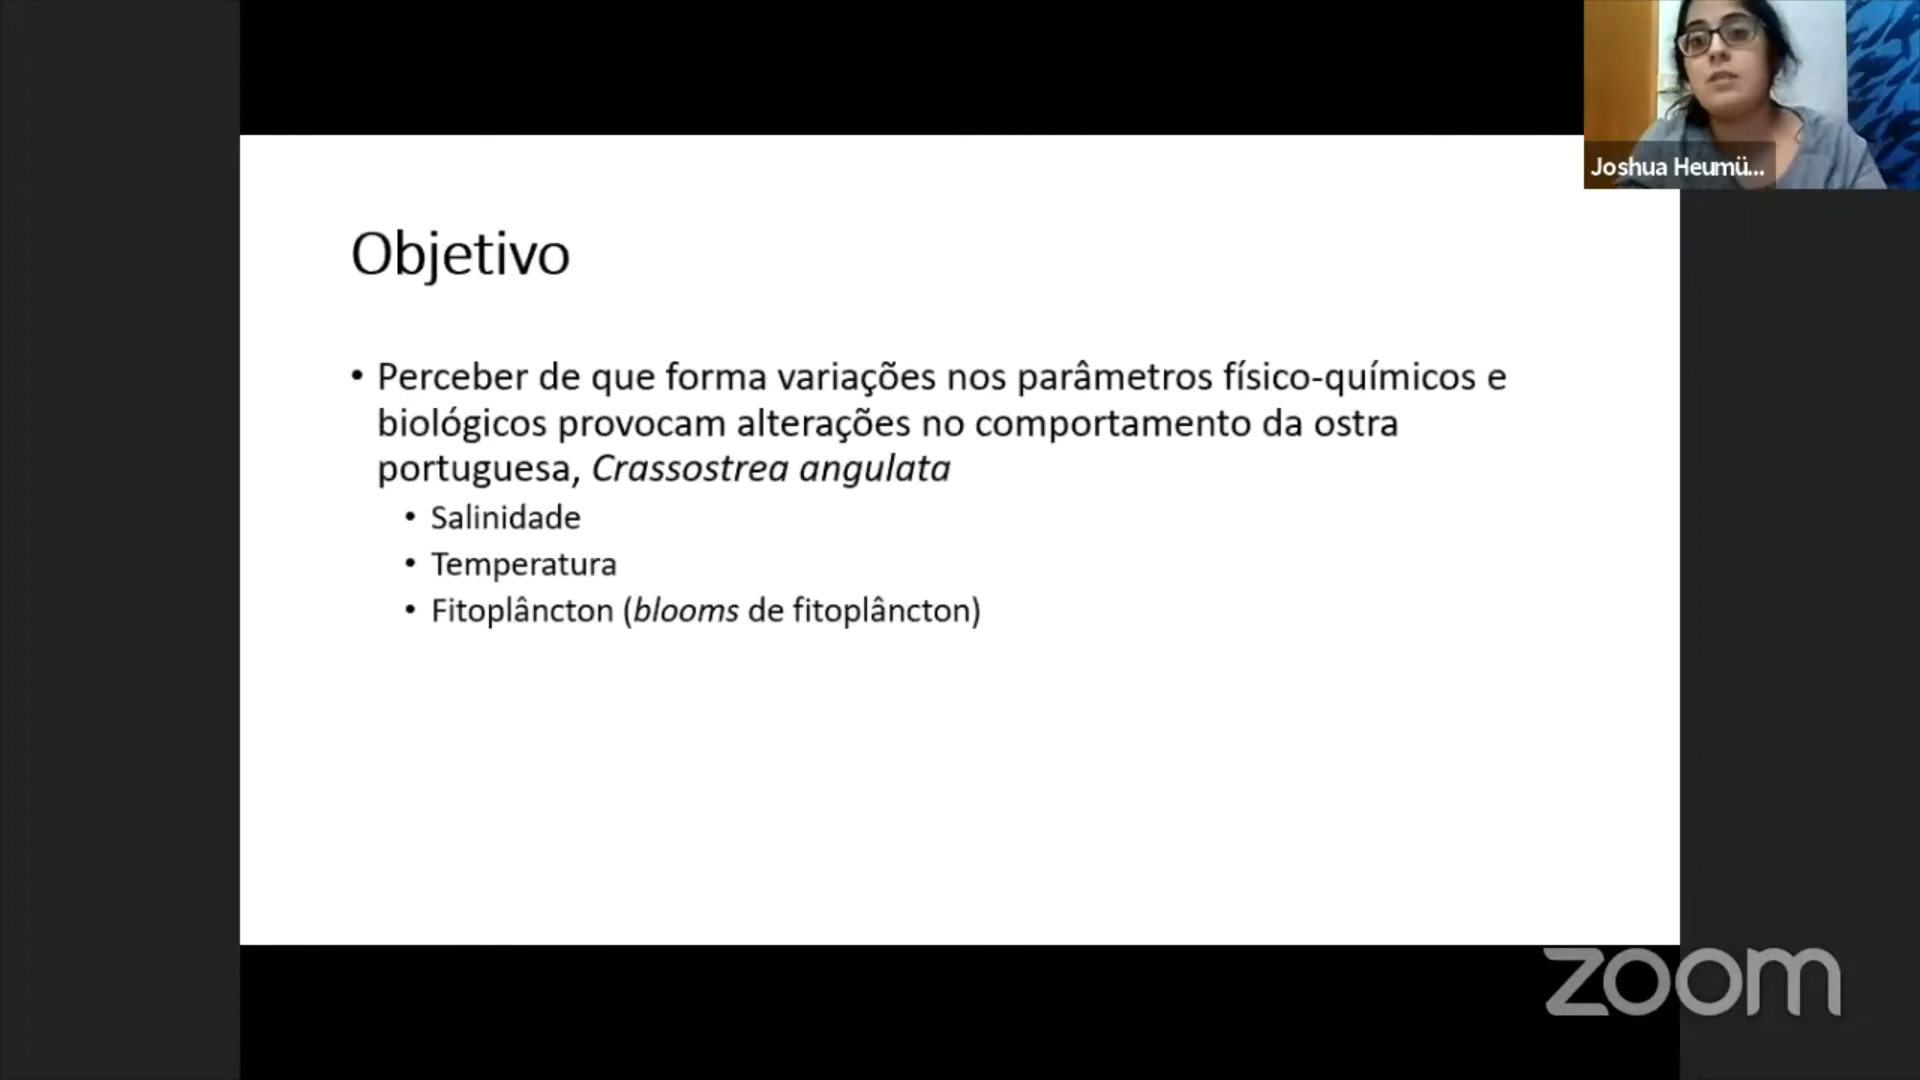 Joshua Heumü...
Objetivo
• Perceber de que forma variações nos parâmetros físico-químicos e
biológicos provocam alterações no comportamento da ostra
portuguesa, Crassostrea angulata
• Salinidade
• Temperatura
• Fitoplâncton (blooms de fitoplâncton)
zoom